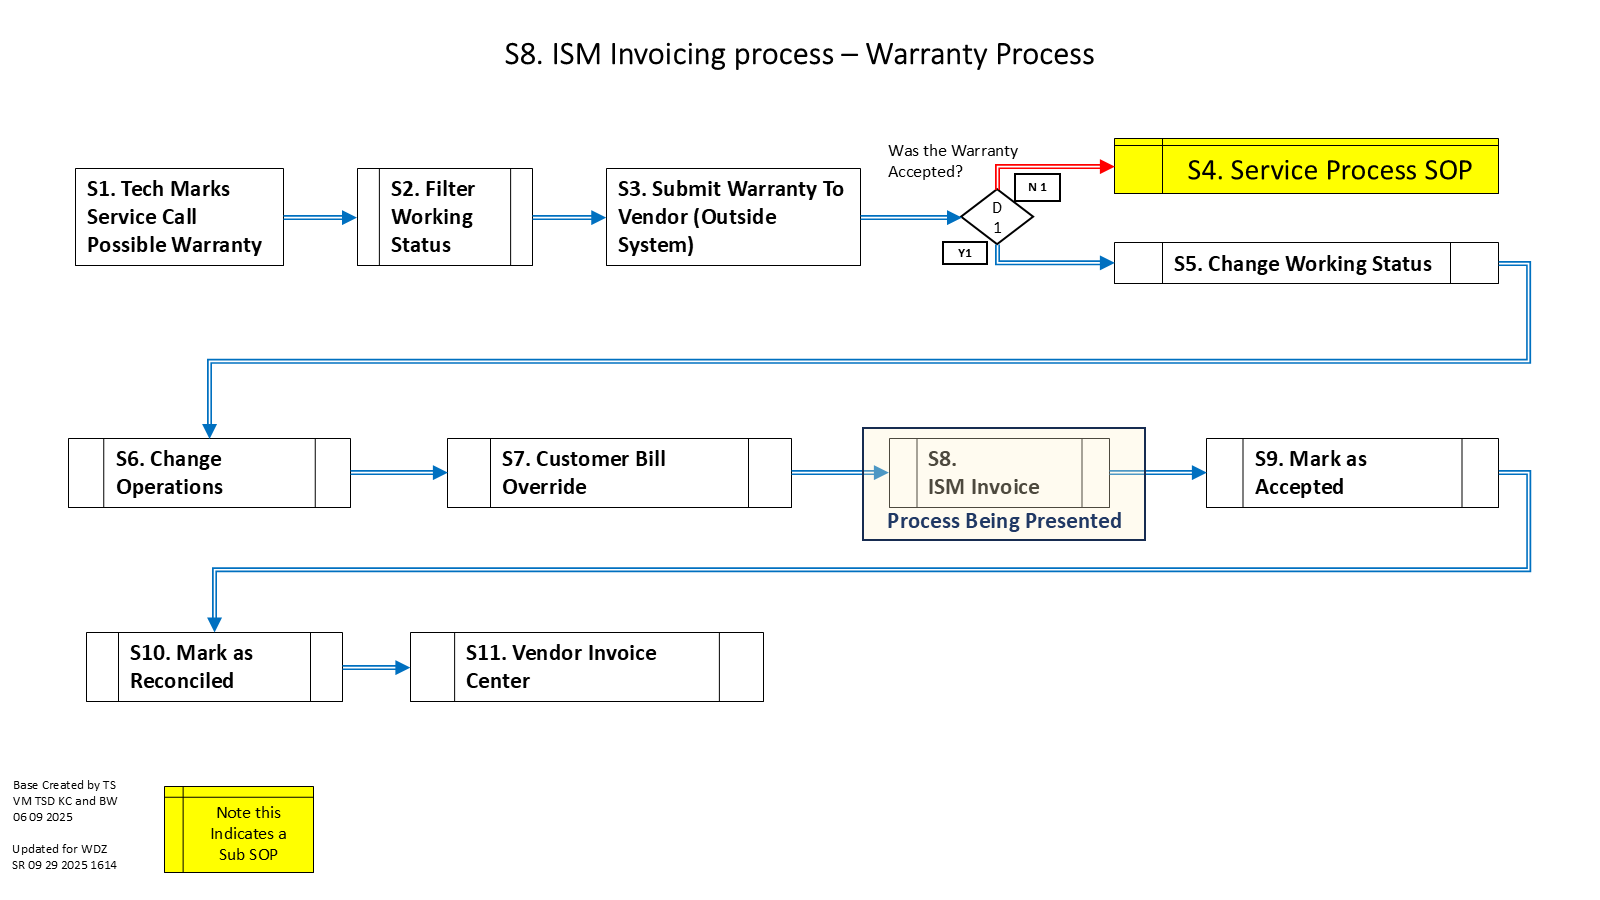 S8. ISM Invoicing process – Warranty Process
S1. Tech Marks
Service Call
Possible Warranty
S2. Filter
Working
Status
S3. Submit Warranty To
Vendor (Outside
System)
Was the Warranty
Accepted?
D
1
N 1
Y1
S4. Service Process SOP
S5. Change Working Status
S6. Change
Operations
S7. Customer Bill
Override
S8.
ISM Invoice
Process Being Presented
S9. Mark as
Accepted
S10. Mark as
Reconciled
S11. Vendor Invoice
Center
Base Created by TS
VM TSD KC and BW
06 09 2025
Updated for WDZ
SR 09 29 2025 1614
Note this
Indicates a
Sub SOP